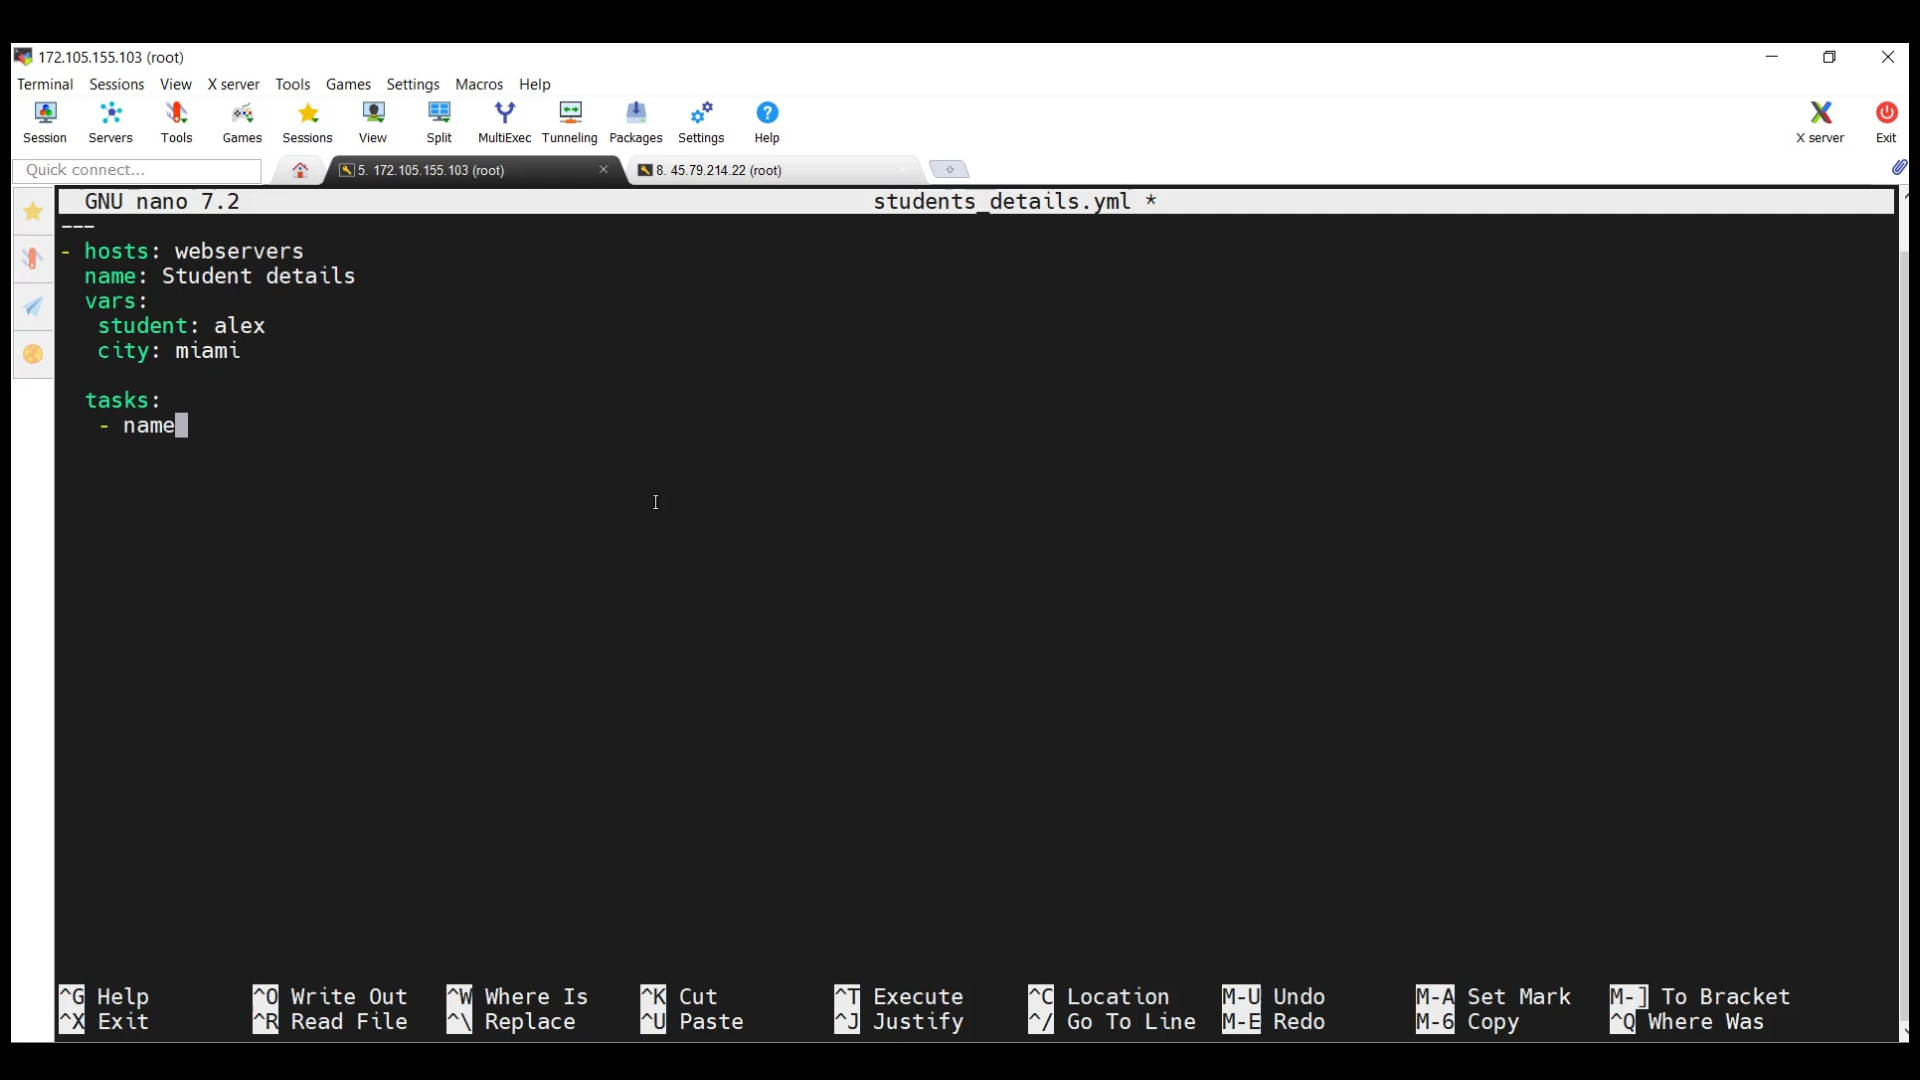 172.105.155.103 (root)
Terminal Sessions View X server Tools Games Settings Macros Help
Session Servers Tools Games Sessions View Split MultiExec Tunneling Packages Settings Help X server Exit
Quick connect... 5. 172.105.155.103 (root) 8. 45.79.214.22 (root)
GNU nano 7.2 students_details.yml *
---
- hosts: webservers
name: Student details
vars:
student: alex
city: miami
tasks:
- name
^G Help ^O Write Out ^W Where Is ^K Cut ^T Execute ^C Location M-U Undo M-A Set Mark M-] To Bracket
^X Exit ^R Read File ^\ Replace ^U Paste ^J Justify ^/ Go To Line M-E Redo M-6 Copy ^Q Where Was